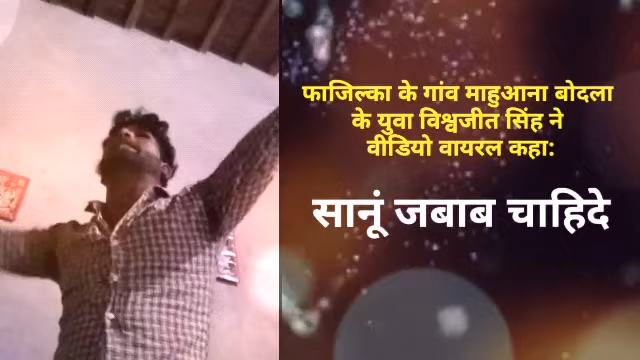 फाजिल्का के गांव माहुआना बोदला
के युवा विश्वजीत सिंह ने
वीडियो वायरल कहा:
सानूं जबाब चाहिदे